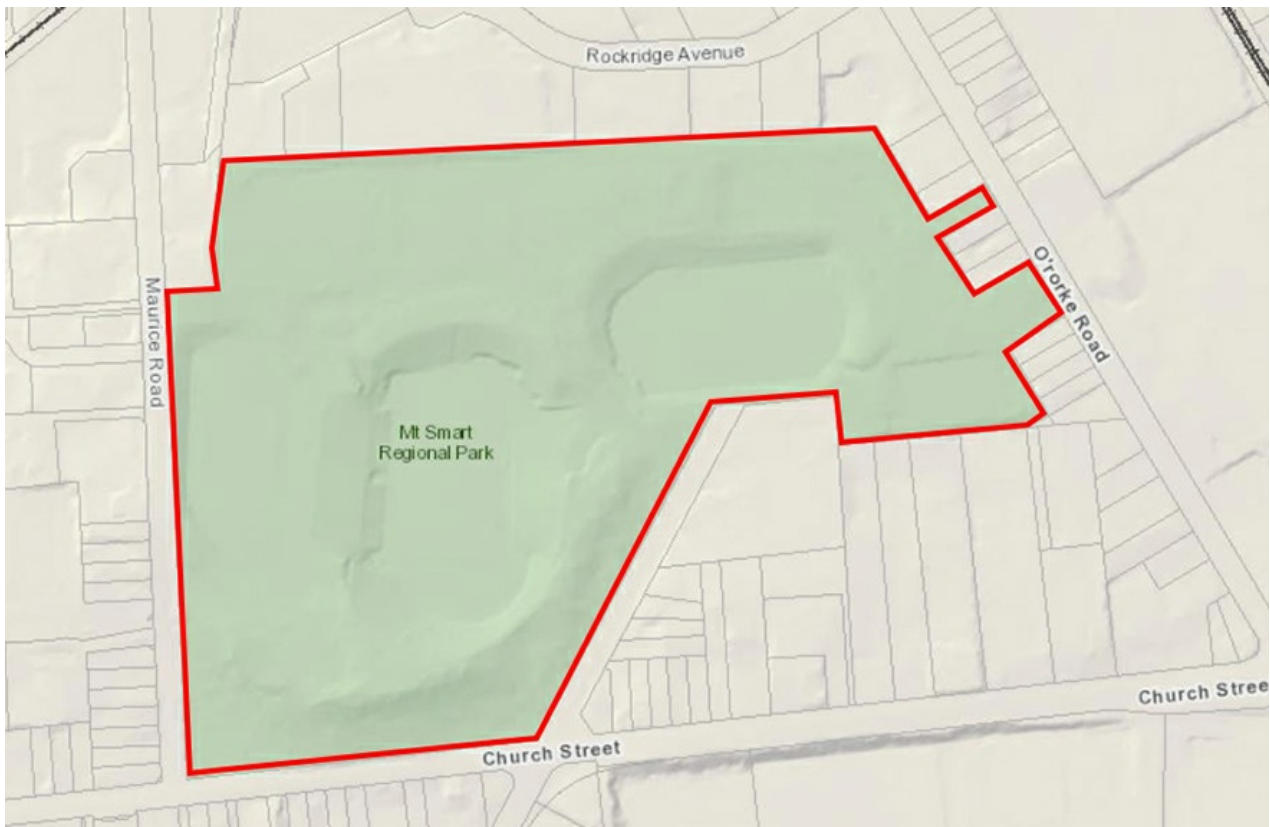 Rockridge Avenue
Maurice Road
O'rorke Road
Mt Smart
Regional Park
Church Street
Church Stree